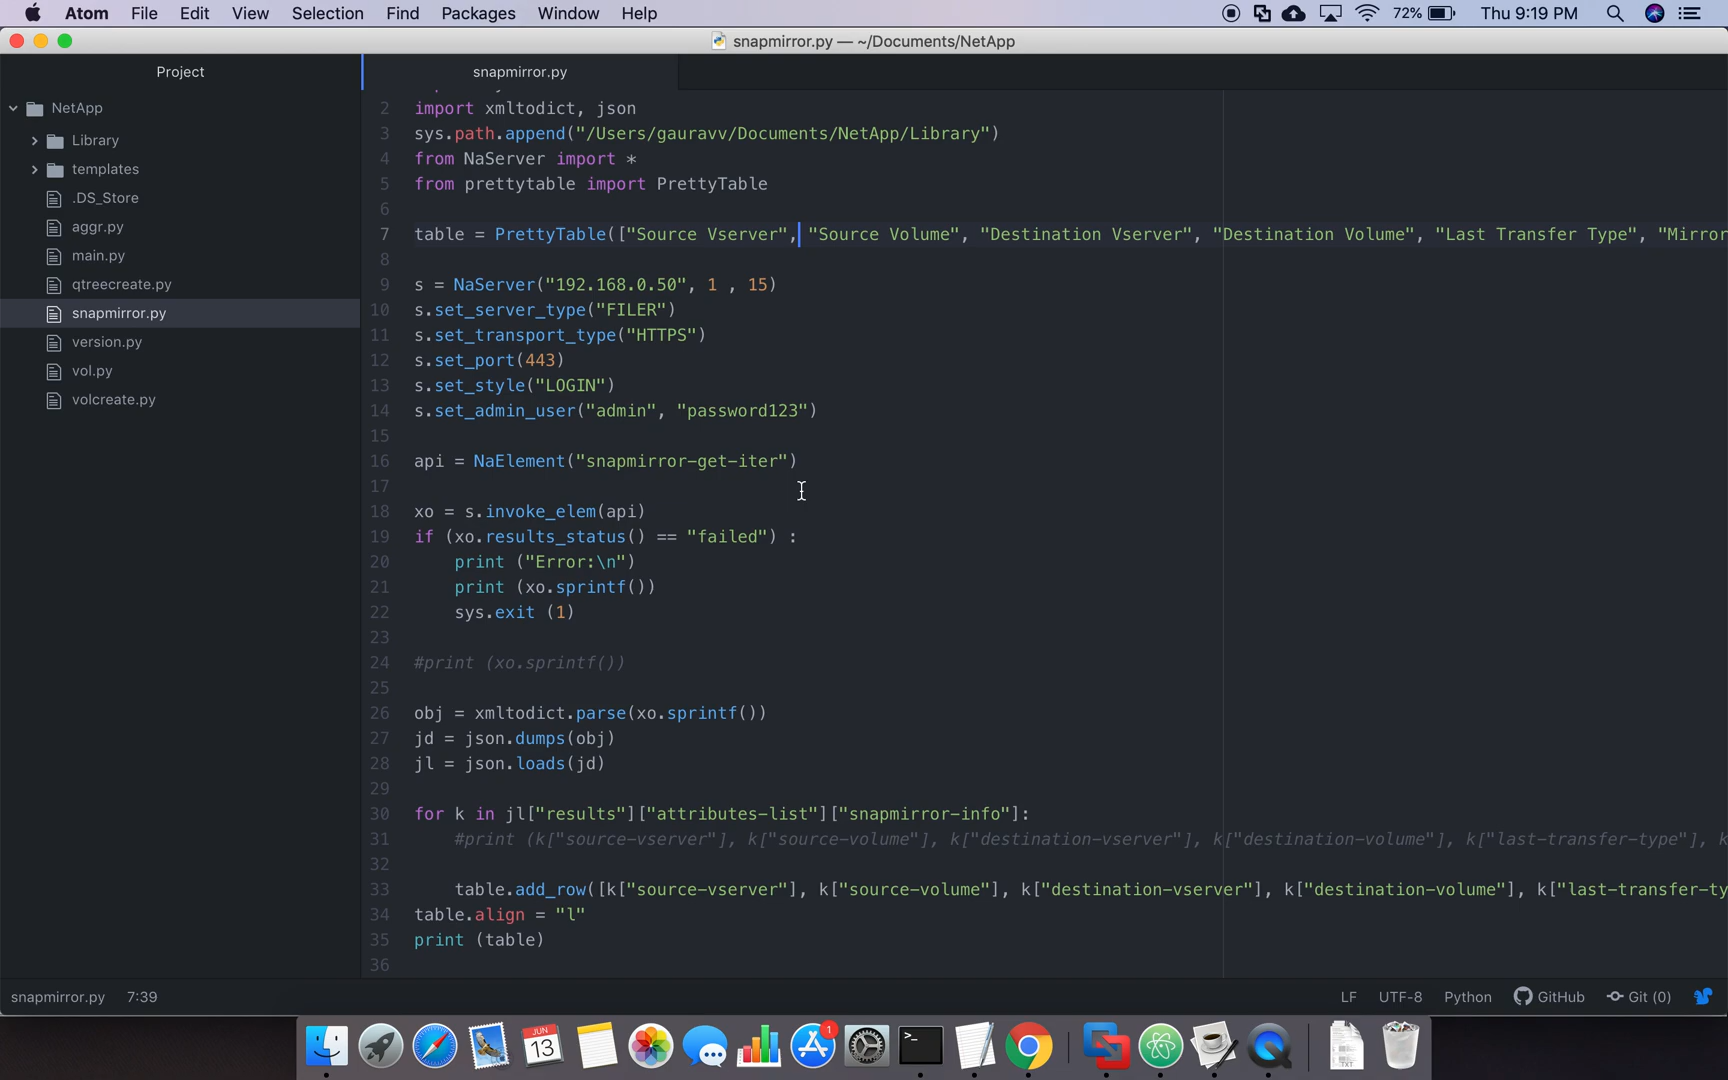 Atom File Edit View Selection Find Packages Window Help 72% Thu 9:19 PM
snapmirror.py — ~/Documents/NetApp
Project
snapmirror.py
NetApp
Library
templates
.DS_Store
aggr.py
main.py
qtreecreate.py
snapmirror.py
version.py
vol.py
volcreate.py
2 import xmltodict, json
3 sys.path.append("/Users/gauravv/Documents/NetApp/Library")
4 from NaServer import *
5 from prettytable import PrettyTable
6
7 table = PrettyTable(["Source Vserver", "Source Volume", "Destination Vserver", "Destination Volume", "Last Transfer Type", "Mirror
8
9 s = NaServer("192.168.0.50", 1 , 15)
10 s.set_server_type("FILER")
11 s.set_transport_type("HTTPS")
12 s.set_port(443)
13 s.set_style("LOGIN")
14 s.set_admin_user("admin", "password123")
15
16 api = NaElement("snapmirror-get-iter")
17
18 xo = s.invoke_elem(api)
19 if (xo.results_status() == "failed") :
20 print ("Error:\n")
21 print (xo.sprintf())
22 sys.exit (1)
23
24 #print (xo.sprintf())
25
26 obj = xmltodict.parse(xo.sprintf())
27 jd = json.dumps(obj)
28 jl = json.loads(jd)
29
30 for k in jl["results"]["attributes-list"]["snapmirror-info"]:
31 #print (k["source-vserver"], k["source-volume"], k["destination-vserver"], k["destination-volume"], k["last-transfer-type"], k
32
33 table.add_row([k["source-vserver"], k["source-volume"], k["destination-vserver"], k["destination-volume"], k["last-transfer-ty
34 table.align = "l"
35 print (table)
36
snapmirror.py 7:39 LF UTF-8 Python GitHub Git (0)
JUN
13
1
>_
.TXT